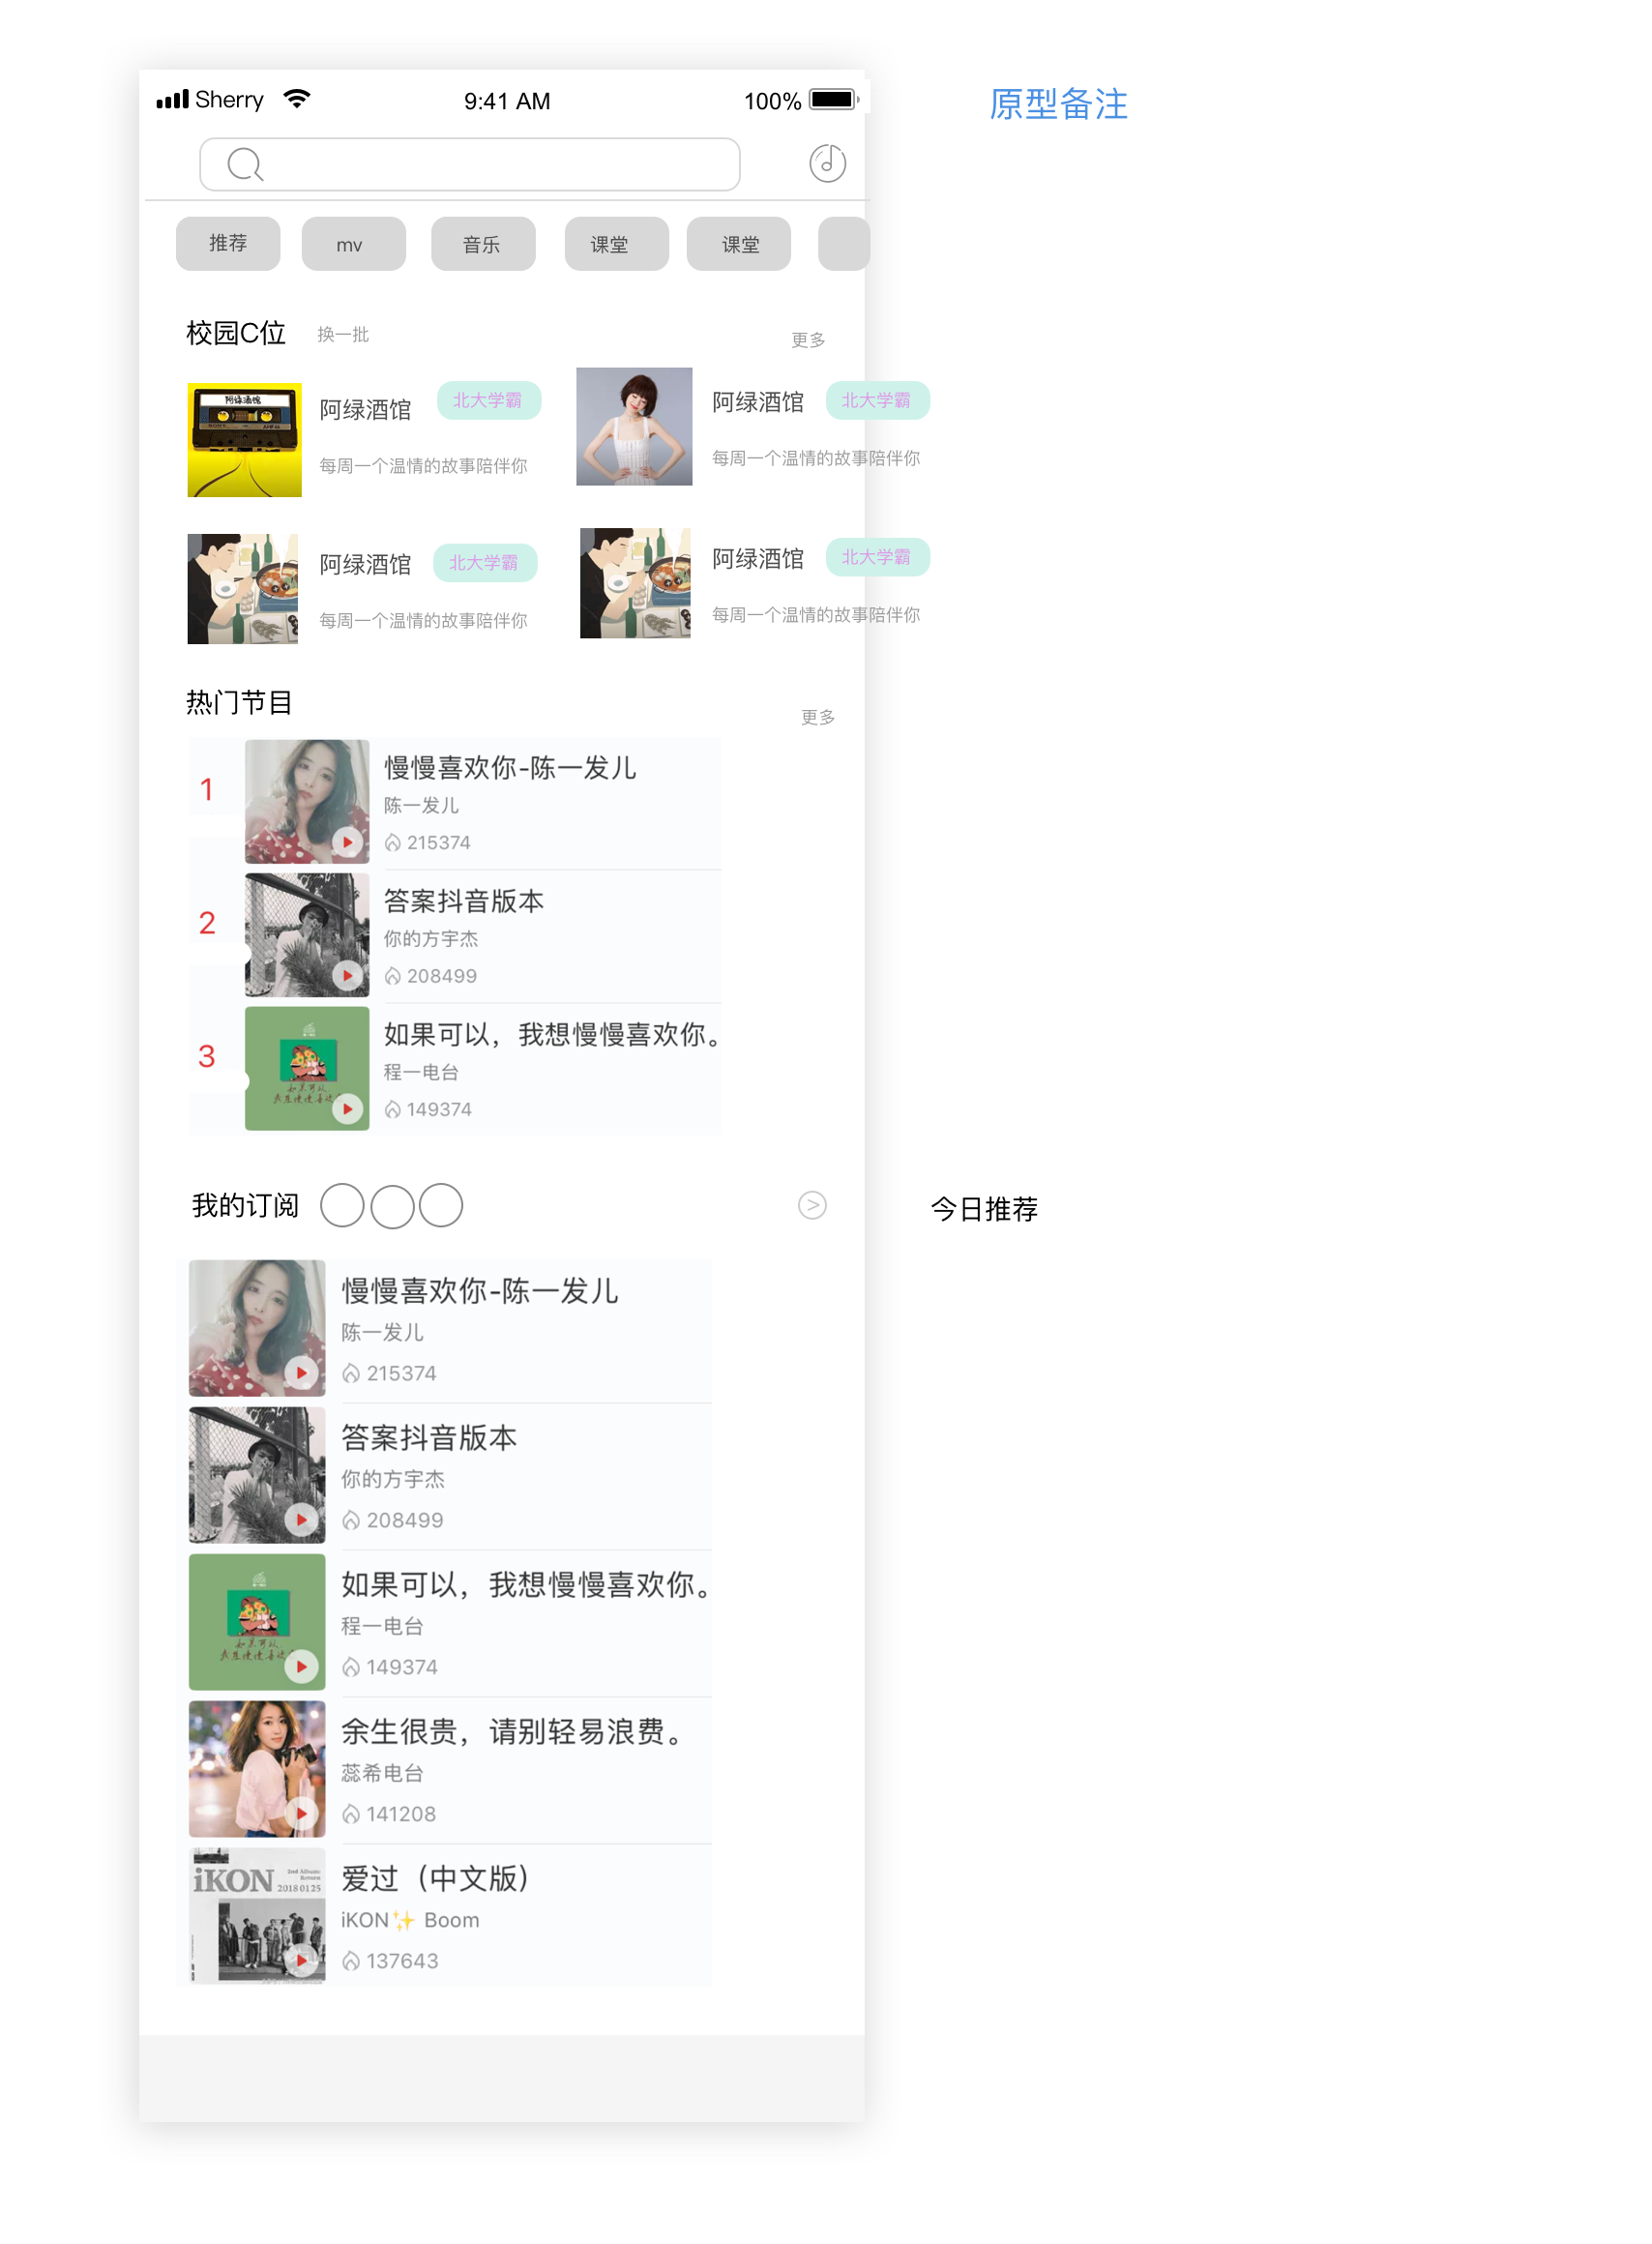 Sherry
9:41 AM
100%
原型备注
推荐
mv
音乐
课堂
课堂
校园C位
换一批
更多
阿绿酒馆
阿绿酒馆
北大学霸
每周一个温情的故事陪伴你
阿绿酒馆
北大学霸
每周一个温情的故事陪伴你
阿绿酒馆
北大学霸
每周一个温情的故事陪伴你
阿绿酒馆
北大学霸
每周一个温情的故事陪伴你
热门节目
更多
1
慢慢喜欢你-陈一发儿
陈一发儿
215374
2
答案抖音版本
你的方宇杰
208499
3
如果可以，我想慢慢喜欢你。
程一电台
149374
我的订阅
>
今日推荐
慢慢喜欢你-陈一发儿
陈一发儿
215374
答案抖音版本
你的方宇杰
208499
如果可以，我想慢慢喜欢你。
程一电台
149374
余生很贵，请别轻易浪费。
蕊希电台
141208
iKON
2nd Album:
Return
2018 01 25
爱过（中文版）
iKON✨ Boom
137643